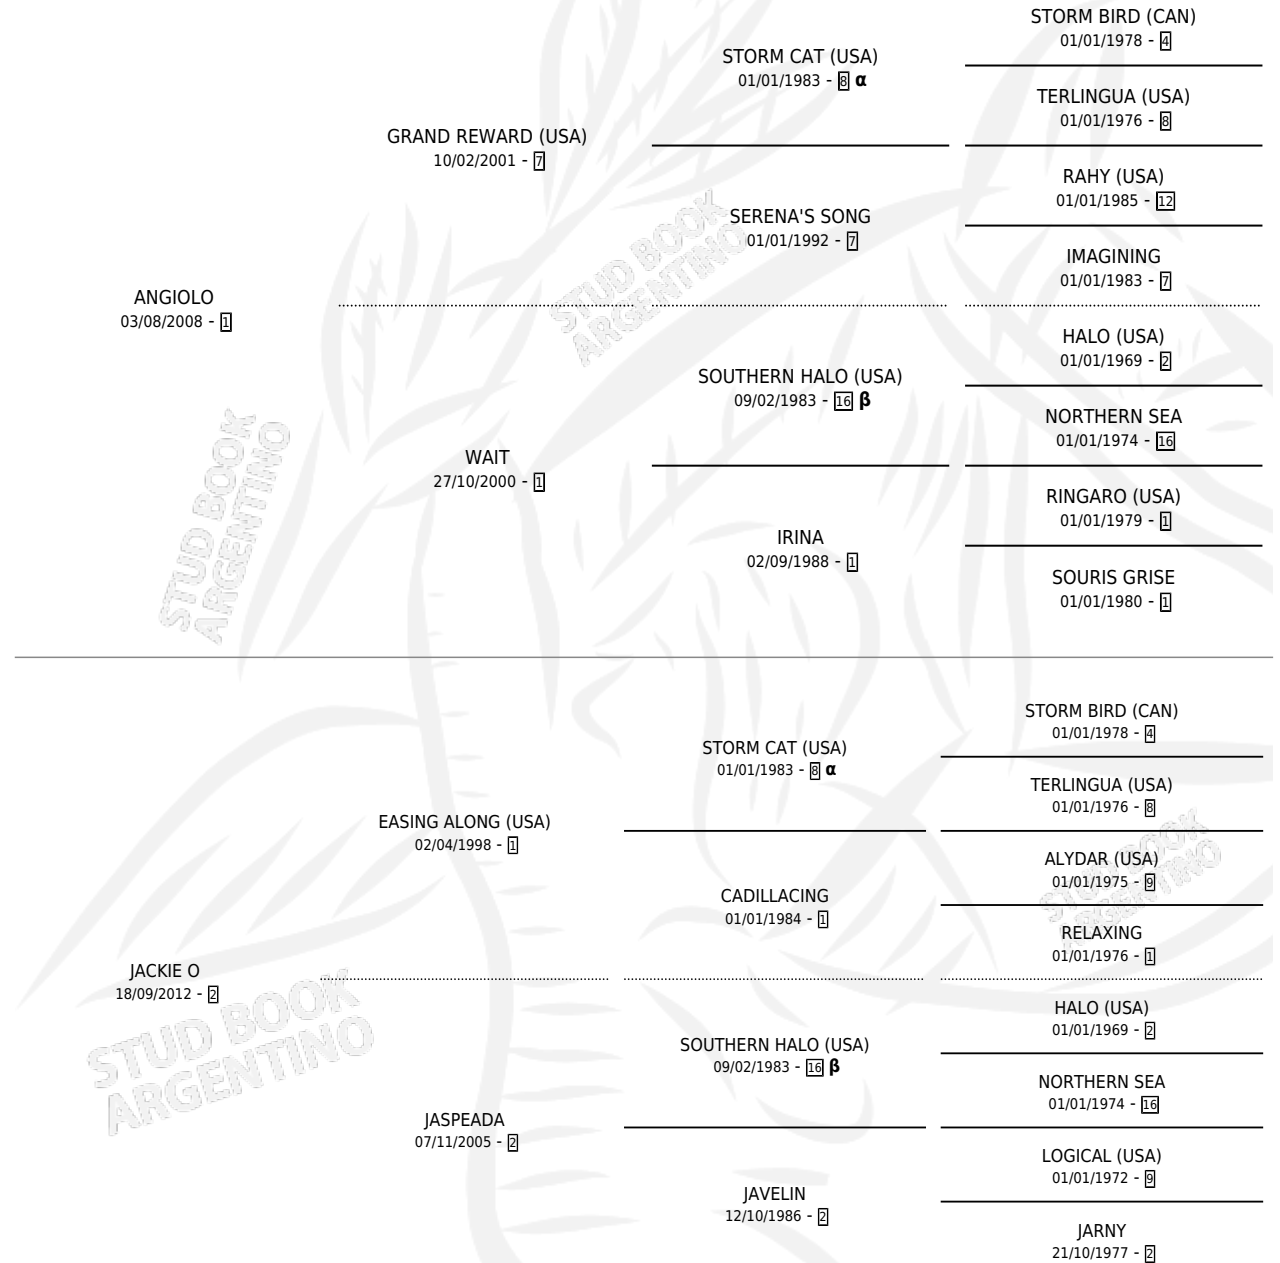 STORM BIRD (CAN)
01/01/1978 - 4
STORM CAT (USA)
01/01/1983 - 8 α
TERLINGUA (USA)
01/01/1976 - 8
GRAND REWARD (USA)
10/02/2001 - 7
RAHY (USA)
01/01/1985 - 12
SERENA'S SONG
01/01/1992 - 7
IMAGINING
01/01/1983 - 7
ANGIOLO
03/08/2008 - 1
HALO (USA)
01/01/1969 - 2
SOUTHERN HALO (USA)
09/02/1983 - 16 β
NORTHERN SEA
01/01/1974 - 16
WAIT
27/10/2000 - 1
RINGARO (USA)
01/01/1979 - 1
IRINA
02/09/1988 - 1
SOURIS GRISE
01/01/1980 - 1
STORM BIRD (CAN)
01/01/1978 - 4
STORM CAT (USA)
01/01/1983 - 8 α
TERLINGUA (USA)
01/01/1976 - 8
EASING ALONG (USA)
02/04/1998 - 1
ALYDAR (USA)
01/01/1975 - 9
CADILLACING
01/01/1984 - 1
RELAXING
01/01/1976 - 1
JACKIE O
18/09/2012 - 2
HALO (USA)
01/01/1969 - 2
SOUTHERN HALO (USA)
09/02/1983 - 16 β
NORTHERN SEA
01/01/1974 - 16
JASPEADA
07/11/2005 - 2
LOGICAL (USA)
01/01/1972 - 9
JAVELIN
12/10/1986 - 2
JARNY
21/10/1977 - 2
STUD BOOK
ARGENTINO
STUD BOOK
ARGENTINO
STUD BOOK
ARGENTINO
STUD BOOK
ARGENTINO